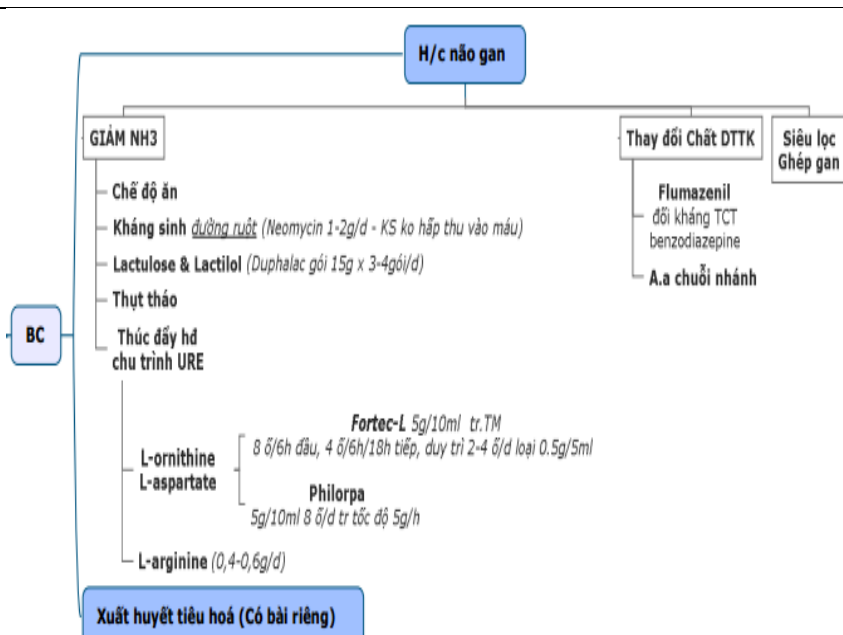 H/c não gan
GIẢM NH3
Chế độ ăn
Kháng sinh đường ruột (Neomycin 1-2g/d - KS ko hấp thu vào máu)
Lactulose & Lactilol (Duphalac gói 15g x 3-4gói/d)
Thụt tháo
Thúc đẩy hđ
chu trình URE
L-ornithine
L-aspartate
Fortec-L 5g/10ml tr.TM
8 ố/6h đầu, 4 ố/6h/18h tiếp, duy trì 2-4 ố/d loại 0.5g/5ml
Philorpa
5g/10ml 8 ố/d tr tốc độ 5g/h
L-arginine (0,4-0,6g/d)
Thay đổi Chất DTTK
Flumazenil
đối kháng TCT
benzodiazepine
A.a chuỗi nhánh
Siêu lọc
Ghép gan
BC
Xuất huyết tiêu hoá (Có bài riêng)